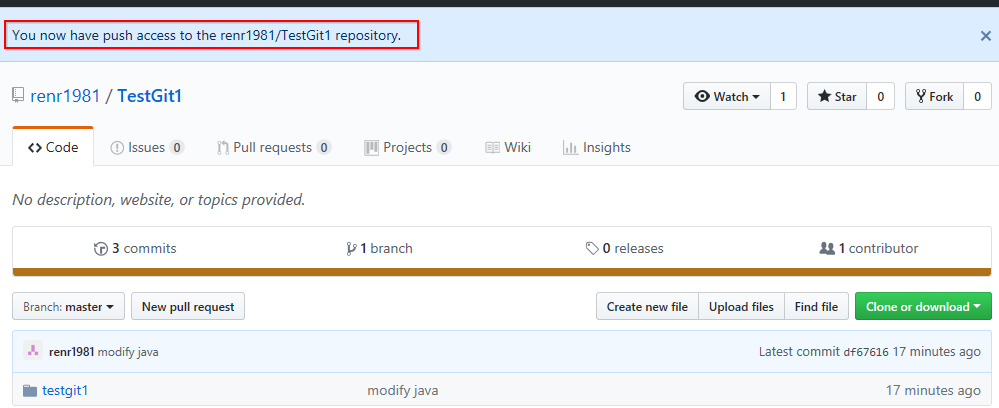 You now have push access to the renr1981/TestGit1 repository.
renr1981 / TestGit1
Watch 1 Star 0 Fork 0
Code Issues 0 Pull requests 0 Projects 0 Wiki Insights
No description, website, or topics provided.
3 commits 1 branch 0 releases 1 contributor
Branch: master New pull request Create new file Upload files Find file Clone or download
renr1981 modify java Latest commit df67616 17 minutes ago
testgit1 modify java 17 minutes ago